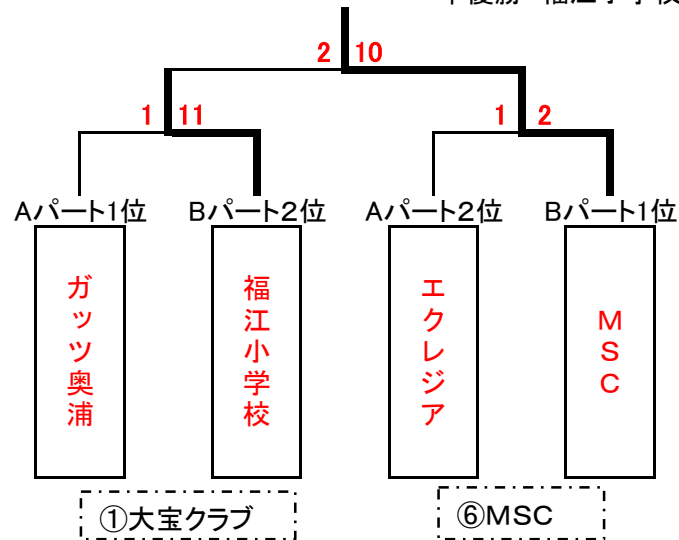 準優勝 福江小学校
2 10
1 11
1 2
Aパート1位
Bパート2位
Aパート2位
Bパート1位
ガッツ奥浦
福江小学校
エクレジア
MSC
①大宝クラブ
⑥MSC